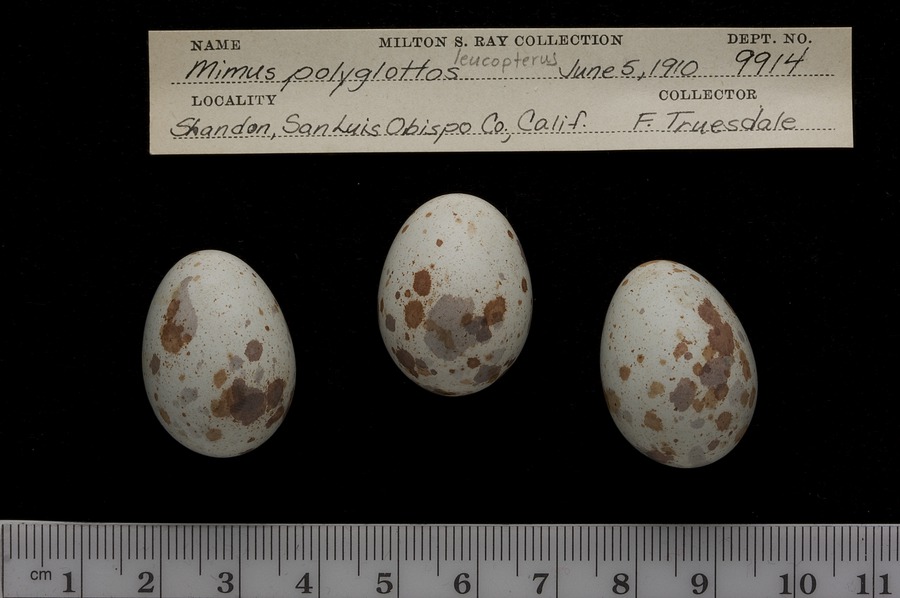 NAME MILTON S. RAY COLLECTION DEPT. NO.
Mimus polyglottos leucopterus June 5, 1910 9914
LOCALITY COLLECTOR
Shandon, San Luis Obispo Co., Calif. F. Truesdale
cm 1 2 3 4 5 6 7 8 9 10 11